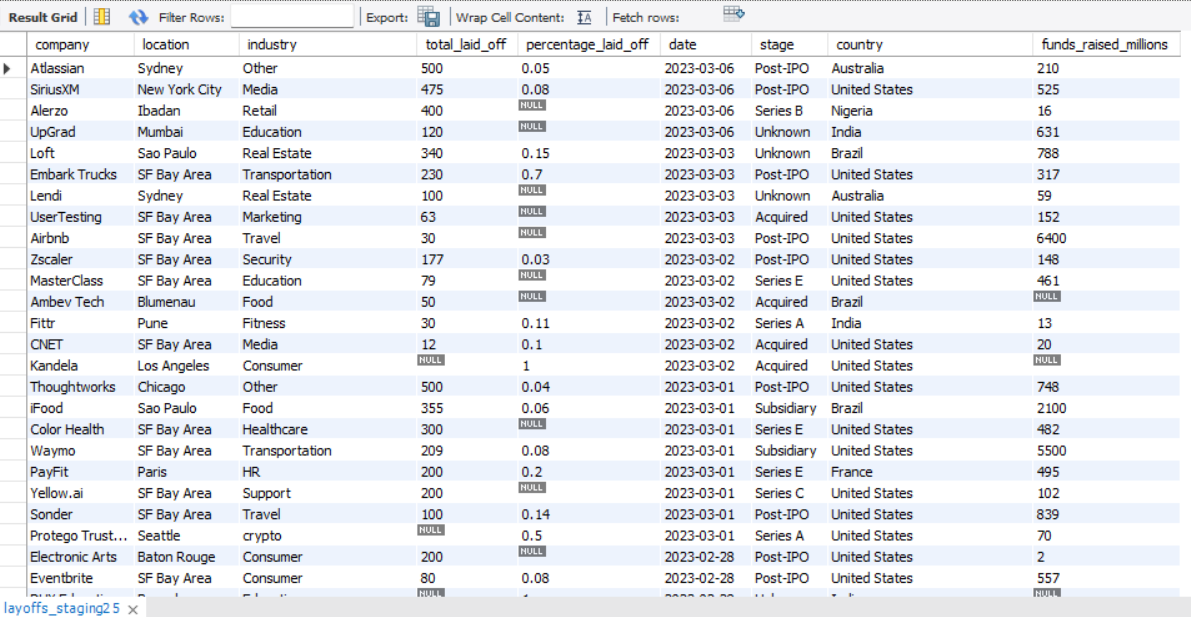 Result Grid Filter Rows: Export: Wrap Cell Content: IA Fetch rows:
company location industry total_laid_off percentage_laid_off date stage country funds_raised_millions
Atlassian Sydney Other 500 0.05 2023-03-06 Post-IPO Australia 210
SiriusXM New York City Media 475 0.08 2023-03-06 Post-IPO United States 525
Alerzo Ibadan Retail 400 NULL 2023-03-06 Series B Nigeria 16
UpGrad Mumbai Education 120 NULL 2023-03-06 Unknown India 631
Loft Sao Paulo Real Estate 340 0.15 2023-03-03 Unknown Brazil 788
Embark Trucks SF Bay Area Transportation 230 0.7 2023-03-03 Post-IPO United States 317
Lendi Sydney Real Estate 100 NULL 2023-03-03 Unknown Australia 59
UserTesting SF Bay Area Marketing 63 NULL 2023-03-03 Acquired United States 152
Airbnb SF Bay Area Travel 30 NULL 2023-03-03 Post-IPO United States 6400
Zscaler SF Bay Area Security 177 0.03 2023-03-02 Post-IPO United States 148
MasterClass SF Bay Area Education 79 NULL 2023-03-02 Series E United States 461
Ambev Tech Blumenau Food 50 NULL 2023-03-02 Acquired Brazil NULL
Fittr Pune Fitness 30 0.11 2023-03-02 Series A India 13
CNET SF Bay Area Media 12 0.1 2023-03-02 Acquired United States 20
Kandela Los Angeles Consumer NULL 1 2023-03-02 Acquired United States NULL
Thoughtworks Chicago Other 500 0.04 2023-03-01 Post-IPO United States 748
iFood Sao Paulo Food 355 0.06 2023-03-01 Subsidiary Brazil 2100
Color Health SF Bay Area Healthcare 300 NULL 2023-03-01 Series E United States 482
Waymo SF Bay Area Transportation 209 0.08 2023-03-01 Subsidiary United States 5500
PayFit Paris HR 200 0.2 2023-03-01 Series E France 495
Yellow.ai SF Bay Area Support 200 NULL 2023-03-01 Series C United States 102
Sonder SF Bay Area Travel 100 0.14 2023-03-01 Post-IPO United States 839
Protego Trust... Seattle crypto NULL 0.5 2023-03-01 Series A United States 70
Electronic Arts Baton Rouge Consumer 200 NULL 2023-02-28 Post-IPO United States 2
Eventbrite SF Bay Area Consumer 80 0.08 2023-02-28 Post-IPO United States 557
NULL NULL
layoffs_staging25